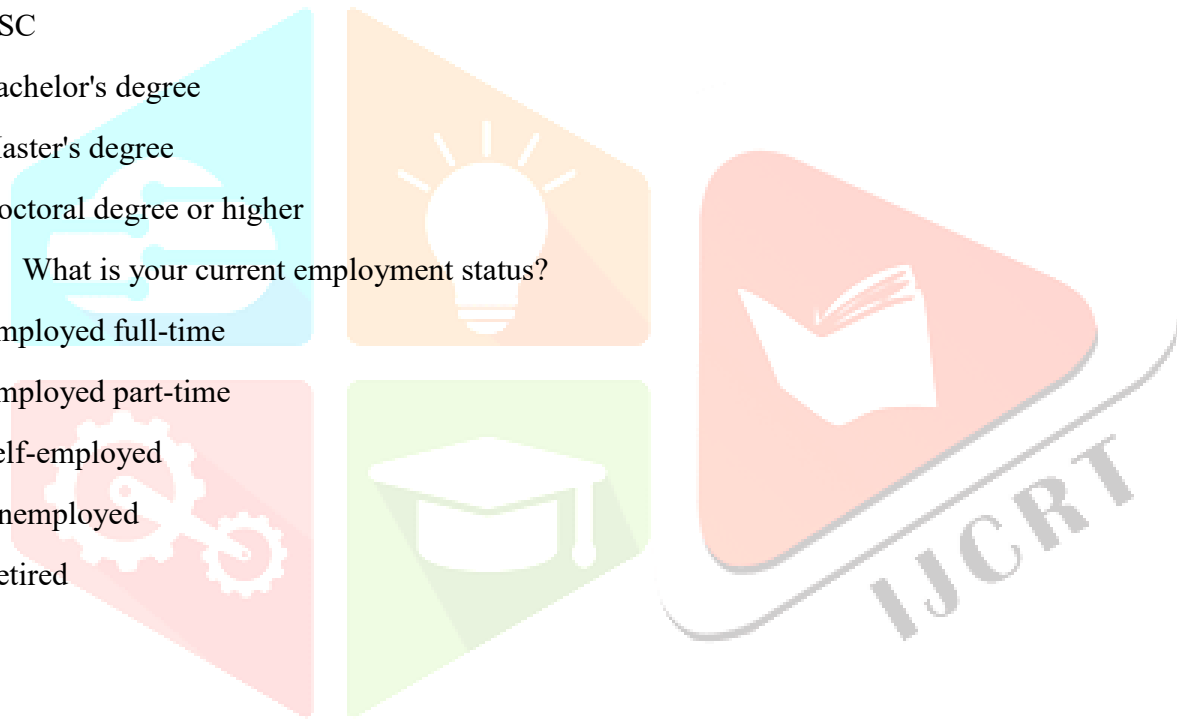 SC
achelor's degree
aster's degree
octoral degree or higher
What is your current employment status?
mployed full-time
mployed part-time
elf-employed
nemployed
etired
IJCRT